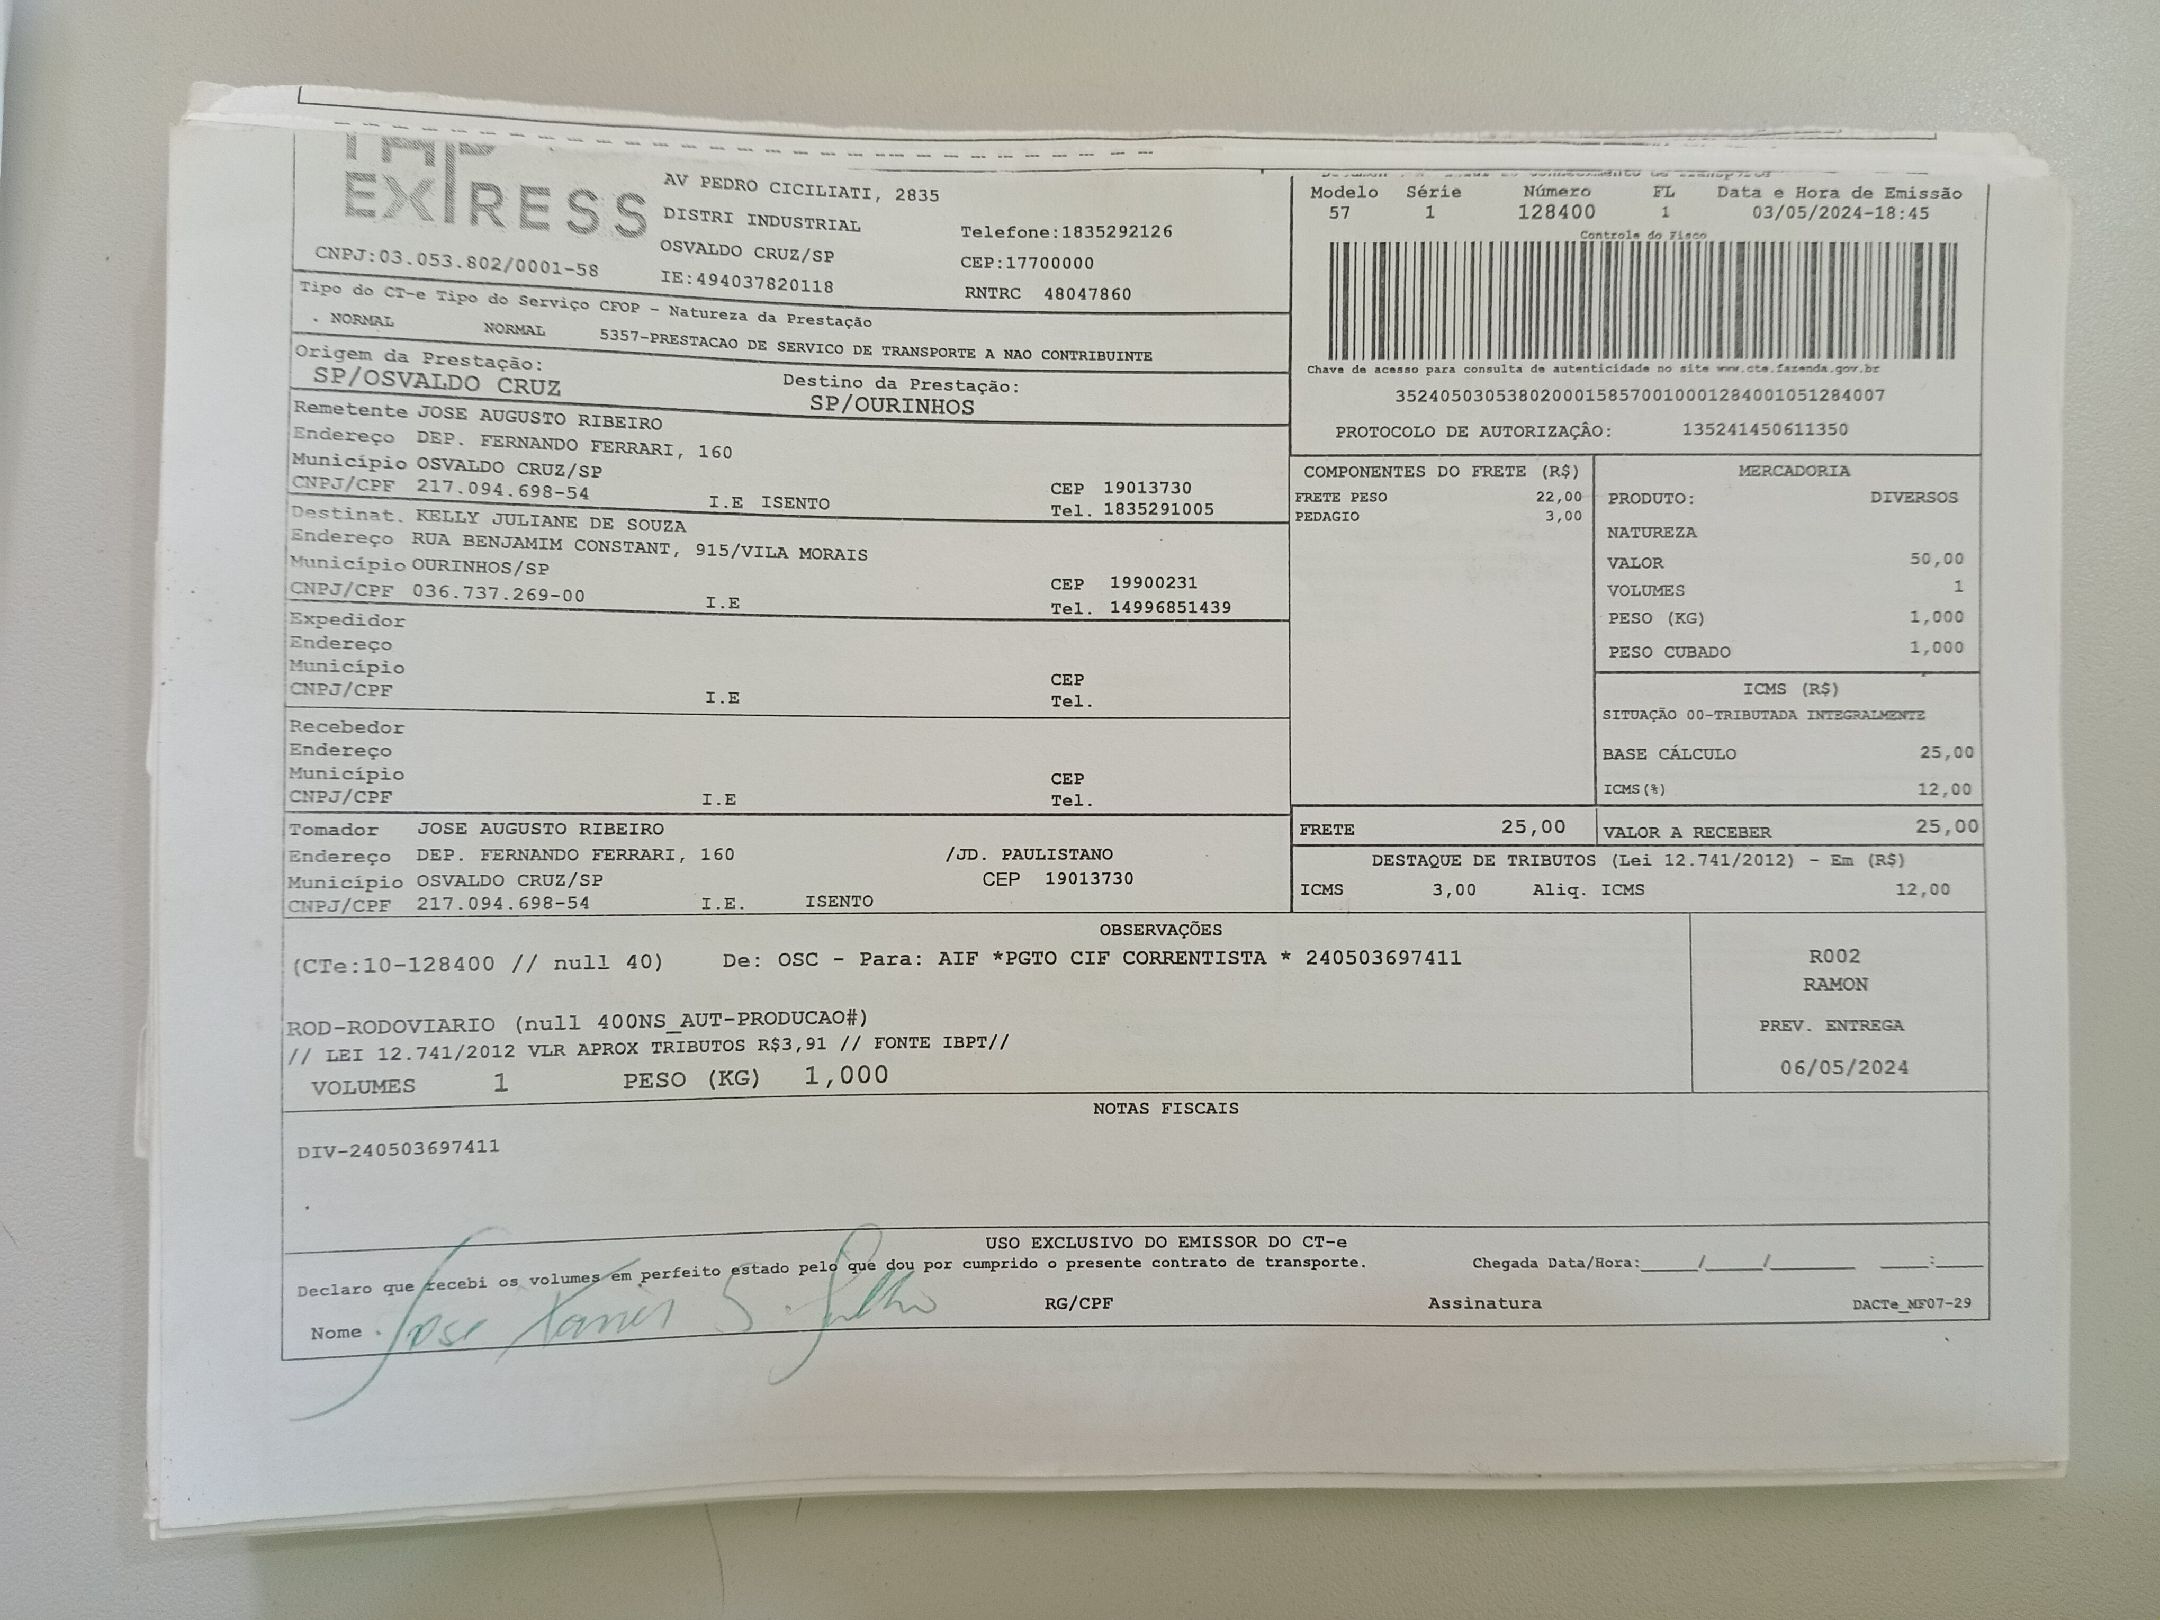 EXPRESS
CNPJ:03.053.802/0001-58
AV PEDRO CICILIATI, 2835
DISTRI INDUSTRIAL
OSVALDO CRUZ/SP
IE:494037820118
Telefone:1835292126
CEP:17700000
RNTRC 48047860
Modelo Série Número FL Data e Hora de Emissão
57 1 128400 1 03/05/2024-18:45
Controle do Fisco
Chave de acesso para consulta de autenticidade no site www.cte.fazenda.gov.br
35240503053802000158570010001284001051284007
PROTOCOLO DE AUTORIZAÇÃO: 135241450611350
Tipo do CT-e Tipo do Serviço CFOP - Natureza da Prestação
. NORMAL NORMAL 5357-PRESTACAO DE SERVICO DE TRANSPORTE A NAO CONTRIBUINTE
Origem da Prestação: Destino da Prestação:
SP/OSVALDO CRUZ SP/OURINHOS
Remetente JOSE AUGUSTO RIBEIRO
Endereço DEP. FERNANDO FERRARI, 160
Município OSVALDO CRUZ/SP CEP 19013730
CNPJ/CPF 217.094.698-54 I.E ISENTO Tel. 1835291005
Destinat. KELLY JULIANE DE SOUZA
Endereço RUA BENJAMIM CONSTANT, 915/VILA MORAIS
Município OURINHOS/SP CEP 19900231
CNPJ/CPF 036.737.269-00 I.E Tel. 14996851439
Expedidor
Endereço
Município CEP
CNPJ/CPF I.E Tel.
Recebedor
Endereço
Município CEP
CNPJ/CPF I.E Tel.
Tomador JOSE AUGUSTO RIBEIRO
Endereço DEP. FERNANDO FERRARI, 160 /JD. PAULISTANO
Município OSVALDO CRUZ/SP CEP 19013730
CNPJ/CPF 217.094.698-54 I.E. ISENTO
COMPONENTES DO FRETE (R$)
FRETE PESO 22,00
PEDAGIO 3,00
MERCADORIA
PRODUTO: DIVERSOS
NATUREZA
VALOR 50,00
VOLUMES 1
PESO (KG) 1,000
PESO CUBADO 1,000
ICMS (R$)
SITUAÇÃO 00-TRIBUTADA INTEGRALMENTE
BASE CÁLCULO 25,00
ICMS(%) 12,00
FRETE 25,00 VALOR A RECEBER 25,00
DESTAQUE DE TRIBUTOS (Lei 12.741/2012) - Em (R$)
ICMS 3,00 Aliq. ICMS 12,00
OBSERVAÇÕES
(CTe:10-128400 // null 40) De: OSC - Para: AIF *PGTO CIF CORRENTISTA * 240503697411
ROD-RODOVIARIO (null 400NS_AUT-PRODUCAO#)
// LEI 12.741/2012 VLR APROX TRIBUTOS R$3,91 // FONTE IBPT//
VOLUMES 1 PESO (KG) 1,000
R002
RAMON
PREV. ENTREGA
06/05/2024
NOTAS FISCAIS
DIV-240503697411
USO EXCLUSIVO DO EMISSOR DO CT-e
Declaro que recebi os volumes em perfeito estado pelo que dou por cumprido o presente contrato de transporte. Chegada Data/Hora:____/____/______ ___:____
Nome Jose Xavier S. Filho RG/CPF Assinatura DACTe_MF07-29